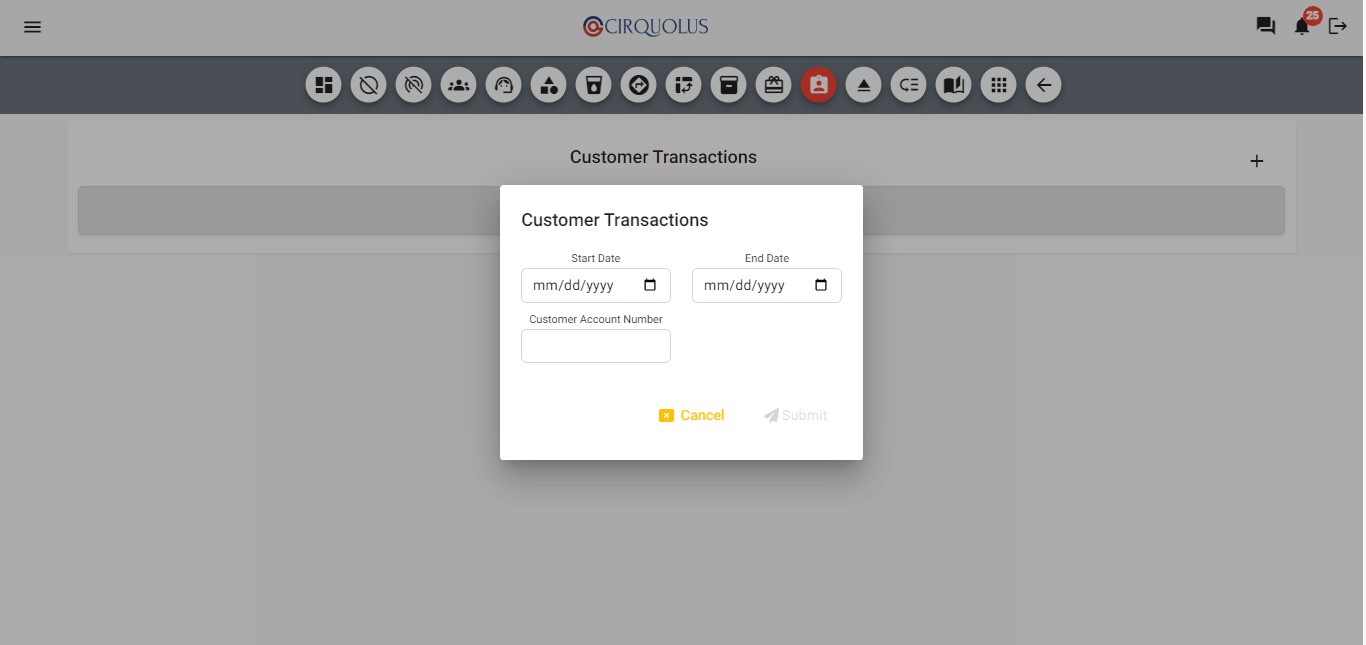 CIRQUOLUS
25
Customer Transactions
Customer Transactions
Start Date
End Date
mm/dd/yyyy
mm/dd/yyyy
Customer Account Number
Cancel
Submit